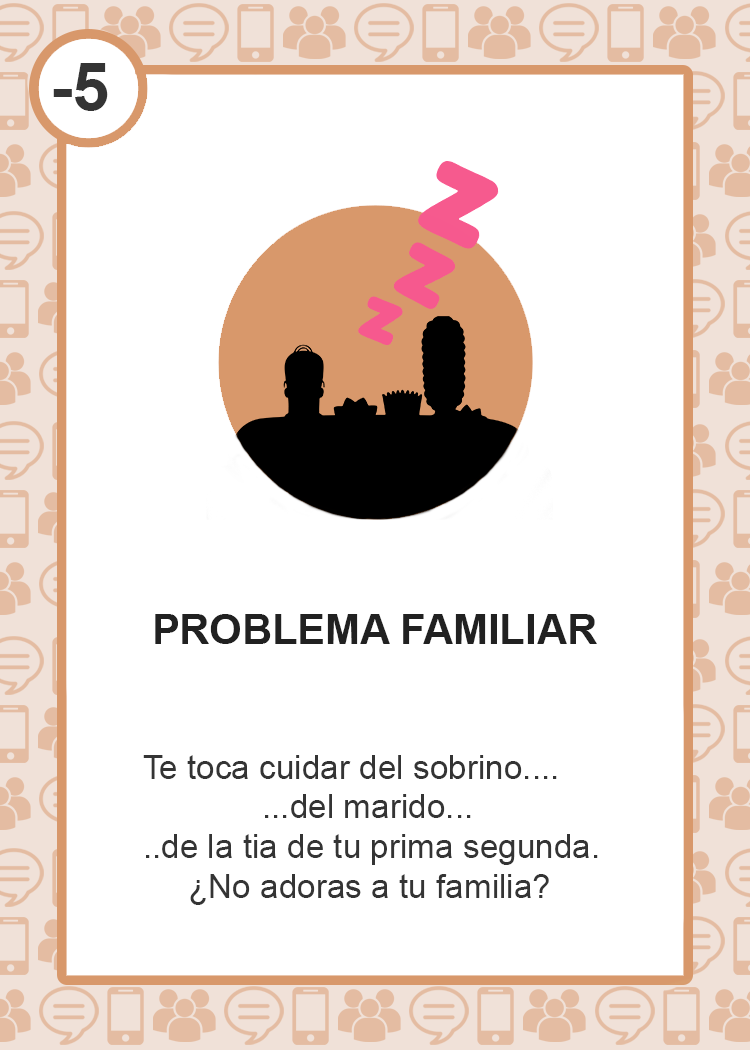 -5
Z
Z
Z
PROBLEMA FAMILIAR
Te toca cuidar del sobrino....
...del marido...
..de la tia de tu prima segunda.
¿No adoras a tu familia?